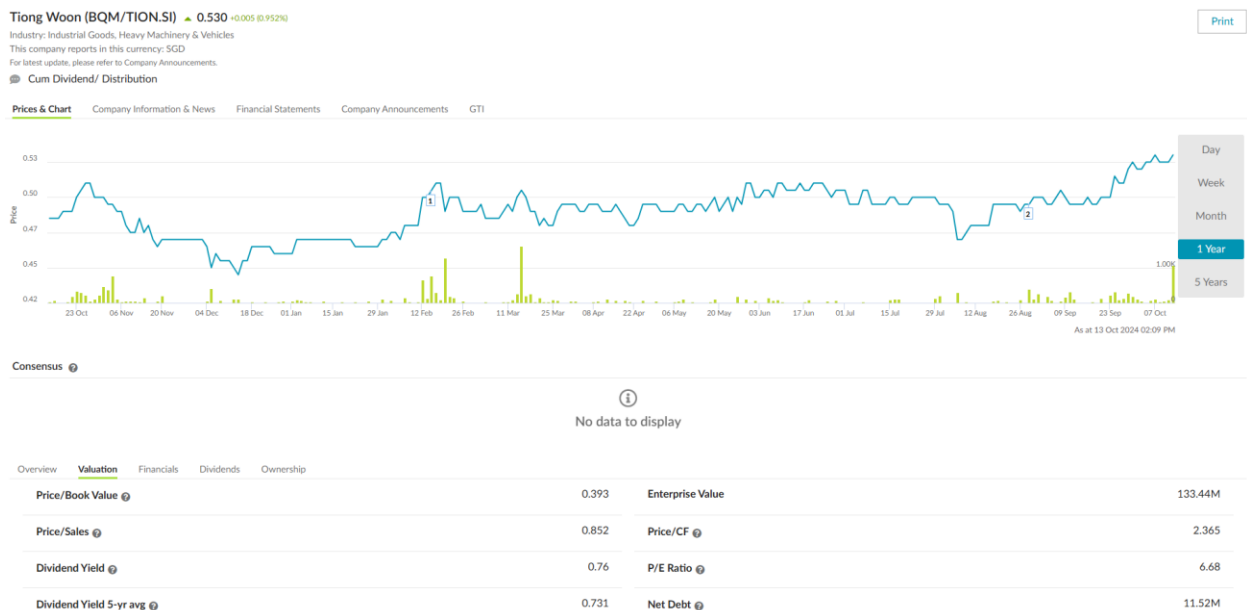 Tiong Woon (BQM/TION.SI) 0.530 +0.005 (0.952%)
Print
Industry: Industrial Goods, Heavy Machinery & Vehicles
This company reports in this currency: SGD
For latest update, please refer to Company Announcements.
Cum Dividend/ Distribution
Prices & Chart Company Information & News Financial Statements Company Announcements GTI
Day
Week
Month
1 Year
5 Years
Price
0.53
0.50
0.47
0.45
0.42
1
2
1.00K
0
23 Oct 06 Nov 20 Nov 04 Dec 18 Dec 01 Jan 15 Jan 29 Jan 12 Feb 26 Feb 11 Mar 25 Mar 08 Apr 22 Apr 06 May 20 May 03 Jun 17 Jun 01 Jul 15 Jul 29 Jul 12 Aug 26 Aug 09 Sep 23 Sep 07 Oct
As at 13 Oct 2024 02:09 PM
Consensus ?
No data to display
Overview Valuation Financials Dividends Ownership
Price/Book Value ? 0.393 Enterprise Value 133.44M
Price/Sales ? 0.852 Price/CF ? 2.365
Dividend Yield ? 0.76 P/E Ratio ? 6.68
Dividend Yield 5-yr avg ? 0.731 Net Debt ? 11.52M